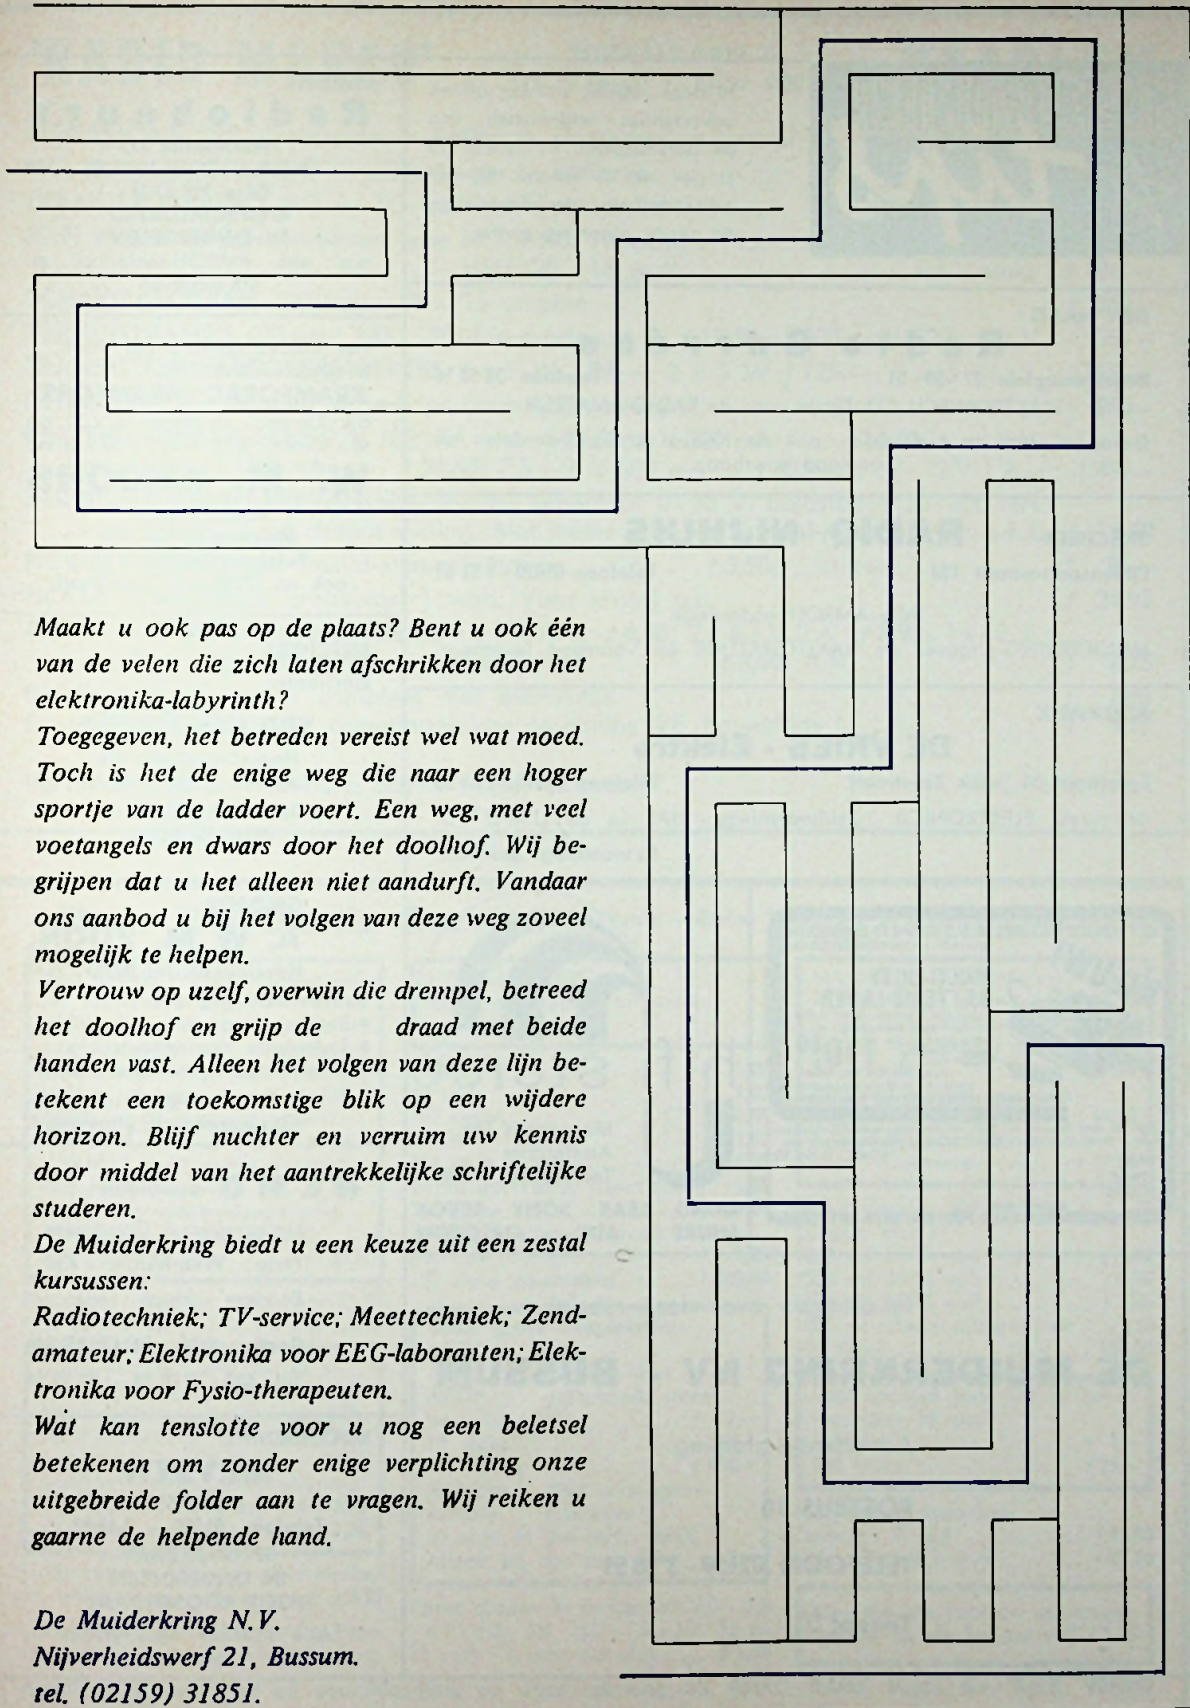 Maakt u ook pas op de plaats? Bent u ook één
van de velen die zich laten afschrikken door het
elektronika-labyrinth?
Toegegeven, het betreden vereist wel wat moed.
Toch is het de enige weg die naar een hoger
sportje van de ladder voert. Een weg, met veel
voetangels en dwars door het doolhof. Wij be-
grijpen dat u het alleen niet aandurft. Vandaar
ons aanbod u bij het volgen van deze weg zoveel
mogelijk te helpen.
Vertrouw op uzelf, overwin die drempel, betreed
het doolhof en grijp de draad met beide
handen vast. Alleen het volgen van deze lijn be-
tekent een toekomstige blik op een wijdere
horizon. Blijf nuchter en verruim uw kennis
door middel van het aantrekkelijke schriftelijke
studeren.
De Muiderkring biedt u een keuze uit een zestal
kursussen:
Radiotechniek; TV-service; Meettechniek; Zend-
amateur; Elektronika voor EEG-laboranten; Elek-
tronika voor Fysio-therapeuten.
Wat kan tenslotte voor u nog een beletsel
betekenen om zonder enige verplichting onze
uitgebreide folder aan te vragen. Wij reiken u
gaarne de helpende hand.
De Muiderkring N.V.
Nijverheidswerf 21, Bussum.
tel. (02159) 31851.